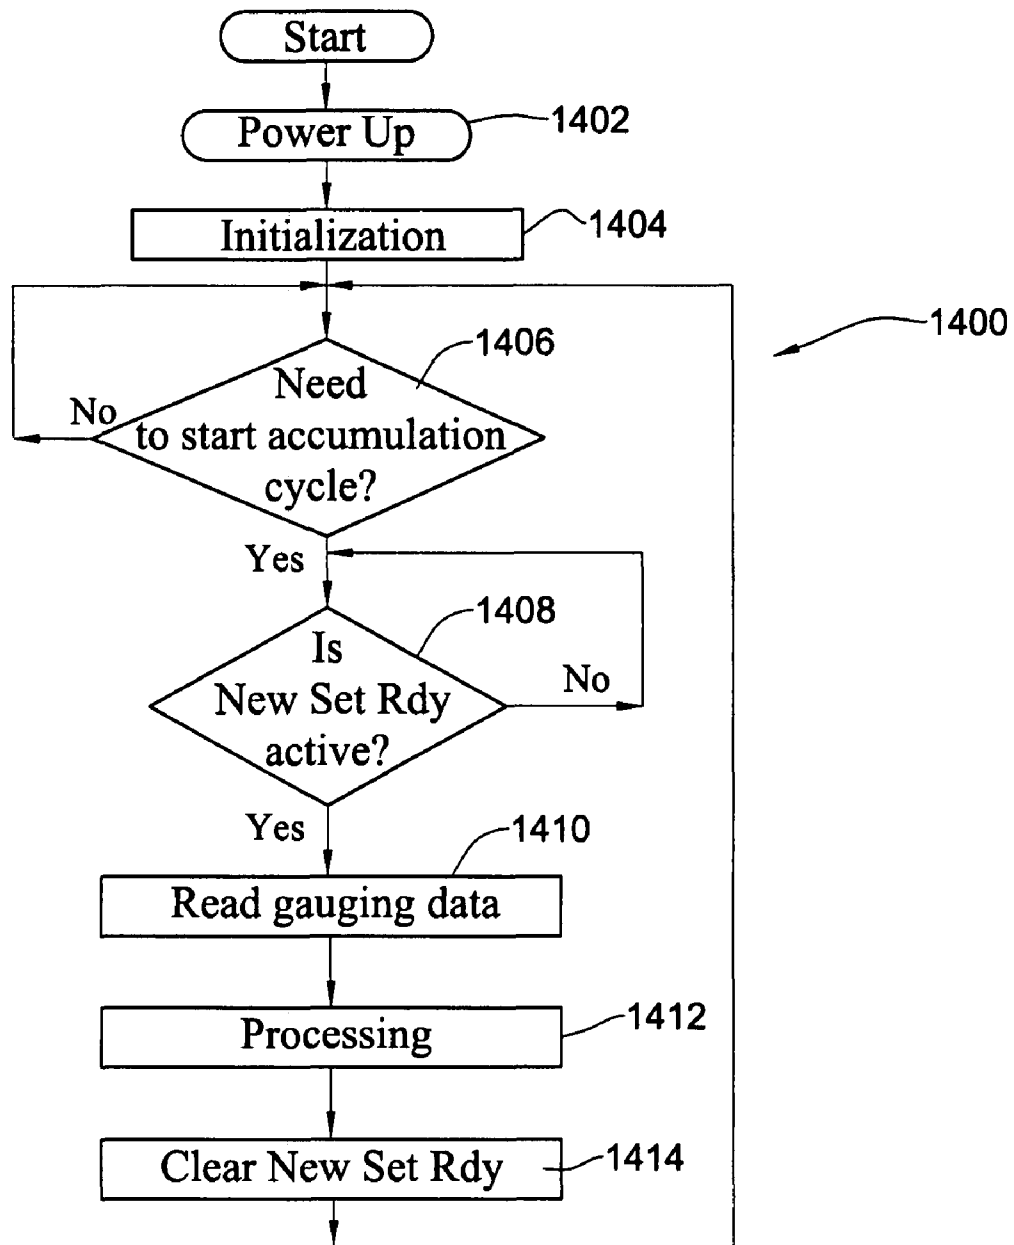 Start
Power Up
1402
Initialization
1404
1400
1406
Need
to start accumulation
cycle?
No
Yes
1408
Is
New Set Rdy
active?
No
Yes
1410
Read gauging data
Processing
1412
Clear New Set Rdy
1414